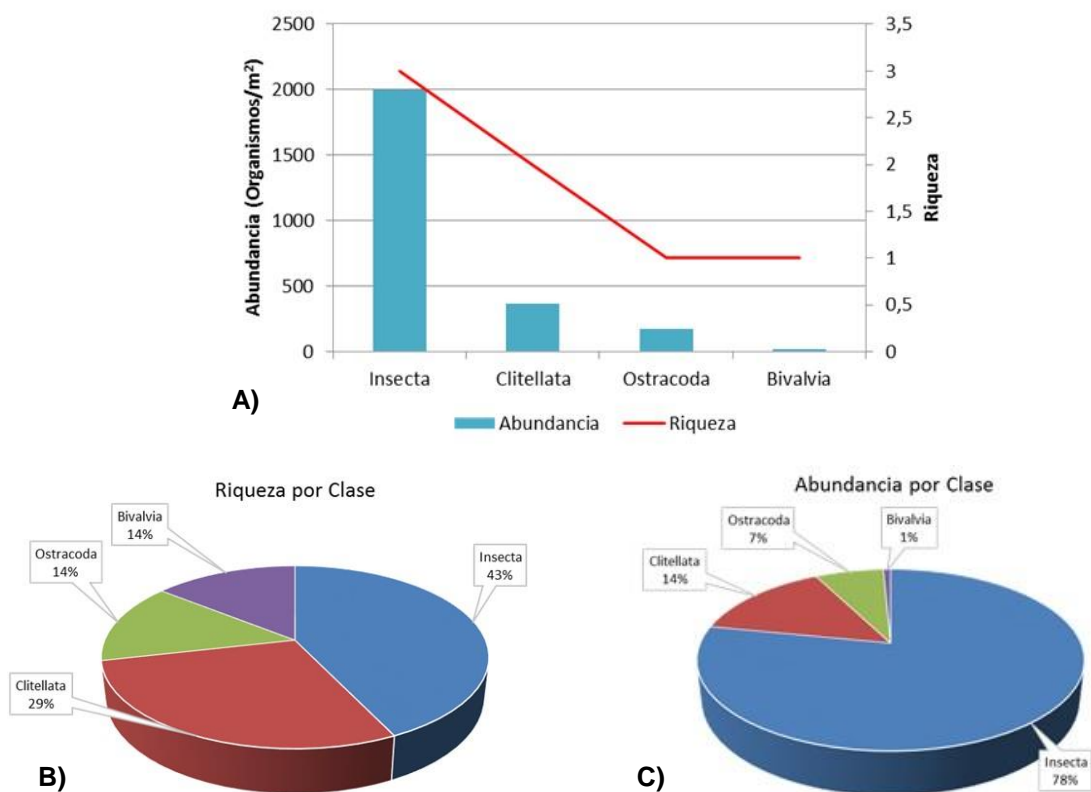 2500
2000
1500
1000
500
0
Abundancia (Organismos/m²)
3,5
3
2,5
2
1,5
1
0,5
0
Riqueza
Insecta
Clitellata
Ostracoda
Bivalvia
Abundancia
Riqueza
A)
Riqueza por Clase
Bivalvia
14%
Ostracoda
14%
Insecta
43%
Clitellata
29%
B)
Abundancia por Clase
Ostracoda
7%
Bivalvia
1%
Clitellata
14%
Insecta
78%
C)